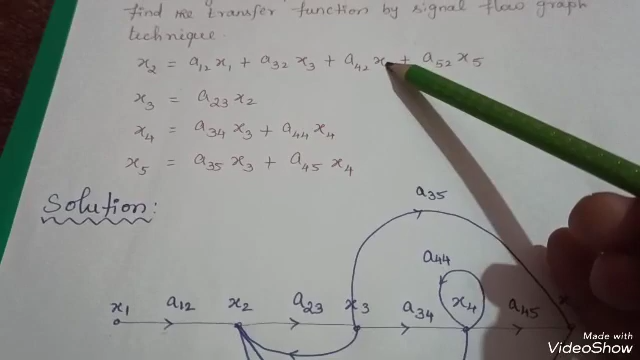 find the transfer function by signal flow graph
technique.
x2 = a12 x1 + a32 x3 + a42 x + a52 x5
x3 = a23 x2
x4 = a34 x3 + a44 x4
x5 = a35 x3 + a45 x4
Solution:
a35
a44
x1 a12 x2 a23 x3 a34 x4 a45 x
Made with
VideoShow